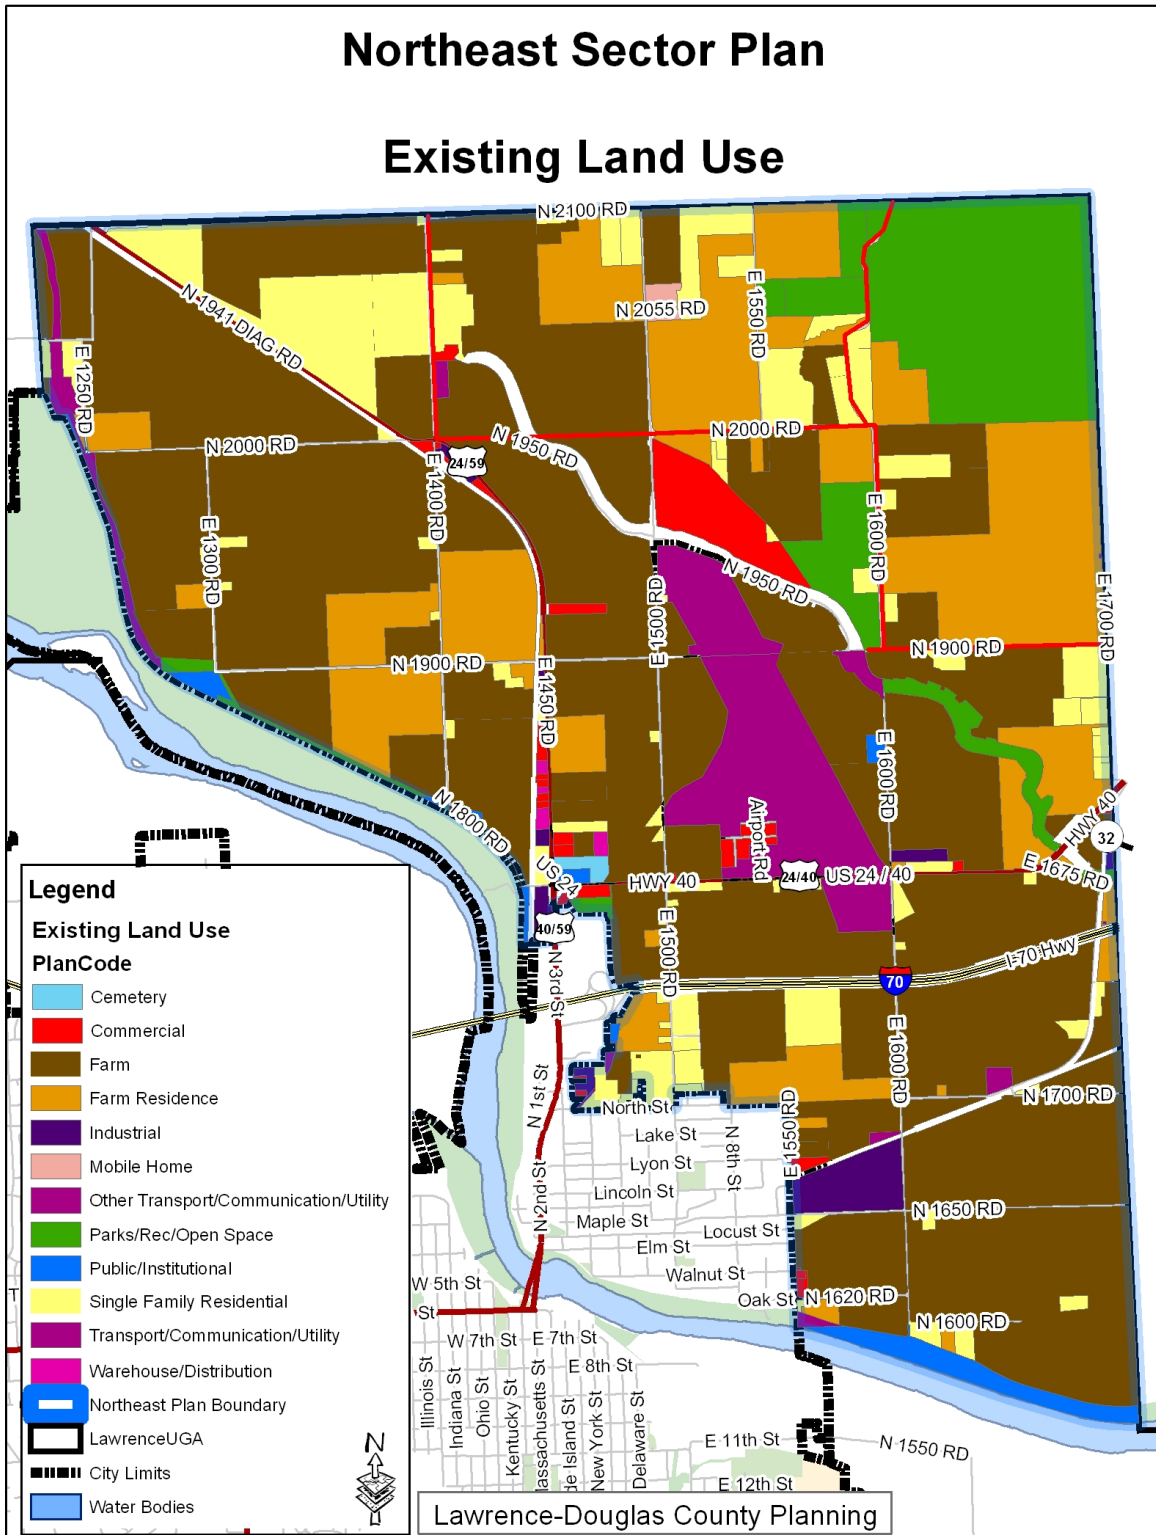 Northeast Sector Plan
Existing Land Use
N 2100 RD
N 1941 DIAG RD
N 2055 RD
E 1550 RD
E 1250 RD
N 2000 RD
N 1950 RD
N 2000 RD
24/59
E 1400 RD
E 1300 RD
E 1600 RD
N 1950 RD
E 1500 RD
E 1700 RD
N 1900 RD
N 1900 RD
E 1450 RD
E 1600 RD
N 1800 RD
Airport Rd
HWY 40
32
US 24
HWY 40
24/40
US 24 / 40
E 1675 RD
40/59
E 1500 RD
I-70 Hwy
N 3rd St
70
E 1600 RD
N 1st St
North St
N 1700 RD
E 1550 RD
Lake St
N 8th St
Lyon St
Lincoln St
N 2nd St
Maple St
Locust St
N 1650 RD
Elm St
Walnut St
W 5th St
Oak St
N 1620 RD
St
N 1600 RD
W 7th St
E 7th St
E 8th St
Illinois St
Indiana St
Ohio St
Kentucky St
lassachusetts St
de Island St
New York St
Delaware St
E 11th St
N 1550 RD
E 12th St
Legend
Existing Land Use
PlanCode
Cemetery
Commercial
Farm
Farm Residence
Industrial
Mobile Home
Other Transport/Communication/Utility
Parks/Rec/Open Space
Public/Institutional
Single Family Residential
Transport/Communication/Utility
Warehouse/Distribution
Northeast Plan Boundary
LawrenceUGA
City Limits
Water Bodies
N
T
Lawrence-Douglas County Planning